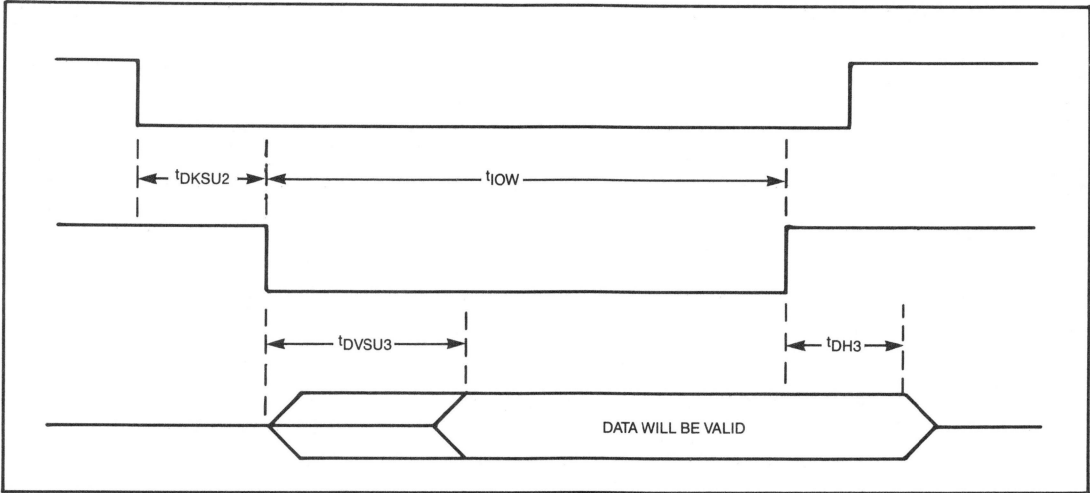 tDKSU2
tIOW
tDVSU3
tDH3
DATA WILL BE VALID